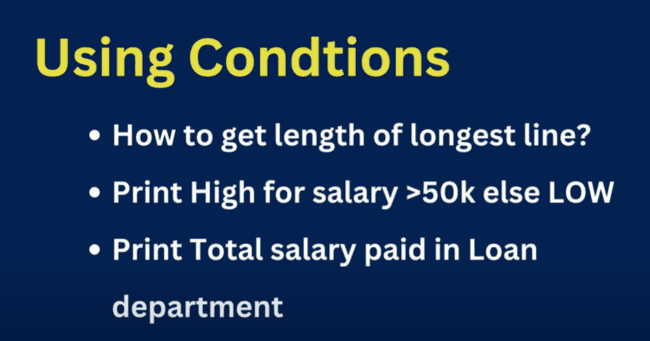 Using Condtions
• How to get length of longest line?
• Print High for salary >50k else LOW
• Print Total salary paid in Loan
department